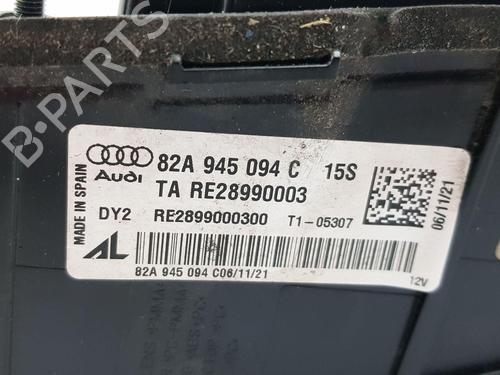 B-PARTS
MADE IN SPAIN
Audi
82A 945 094 C 15S
TA RE28990003
DY2 RE2899000300 T1-05307
06/11/21
AL
82A 945 094 C06/11/21
12V